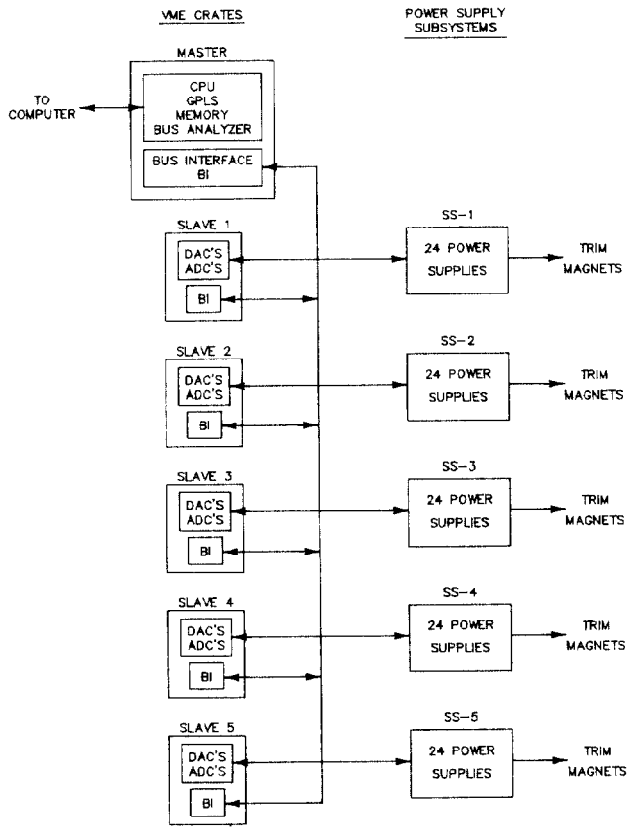 VME CRATES
POWER SUPPLY
SUBSYSTEMS
MASTER
TO
COMPUTER
CPU
GPLS
MEMORY
BUS ANALYZER
BUS INTERFACE
BI
SLAVE 1
DAC'S
ADC'S
BI
SS-1
24 POWER
SUPPLIES
TRIM
MAGNETS
SLAVE 2
DAC'S
ADC'S
BI
SS-2
24 POWER
SUPPLIES
TRIM
MAGNETS
SLAVE 3
DAC'S
ADC'S
BI
SS-3
24 POWER
SUPPLIES
TRIM
MAGNETS
SLAVE 4
DAC'S
ADC'S
BI
SS-4
24 POWER
SUPPLIES
TRIM
MAGNETS
SLAVE 5
DAC'S
ADC'S
BI
SS-5
24 POWER
SUPPLIES
TRIM
MAGNETS